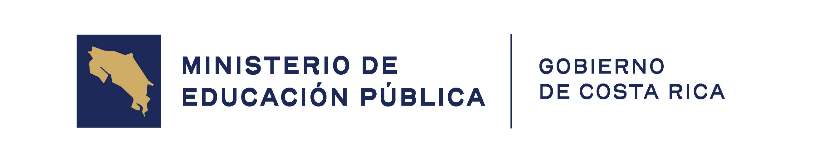 MINISTERIO DE
EDUCACIÓN PÚBLICA
GOBIERNO
DE COSTA RICA